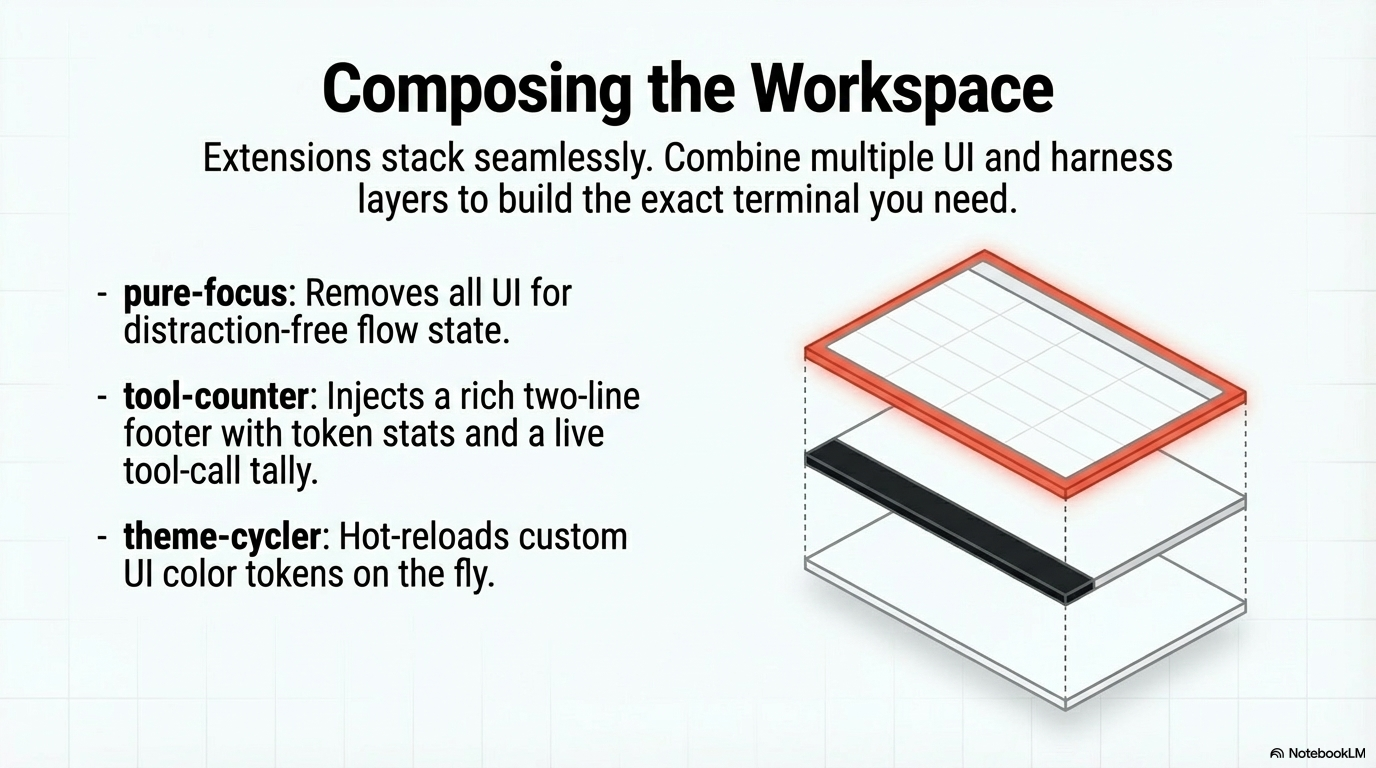 Composing the Workspace
Extensions stack seamlessly. Combine multiple UI and harness
layers to build the exact terminal you need.
- pure-focus: Removes all UI for
distraction-free flow state.
- tool-counter: Injects a rich two-line
footer with token stats and a live
tool-call tally.
- theme-cycler: Hot-reloads custom
UI color tokens on the fly.
NotebookLM